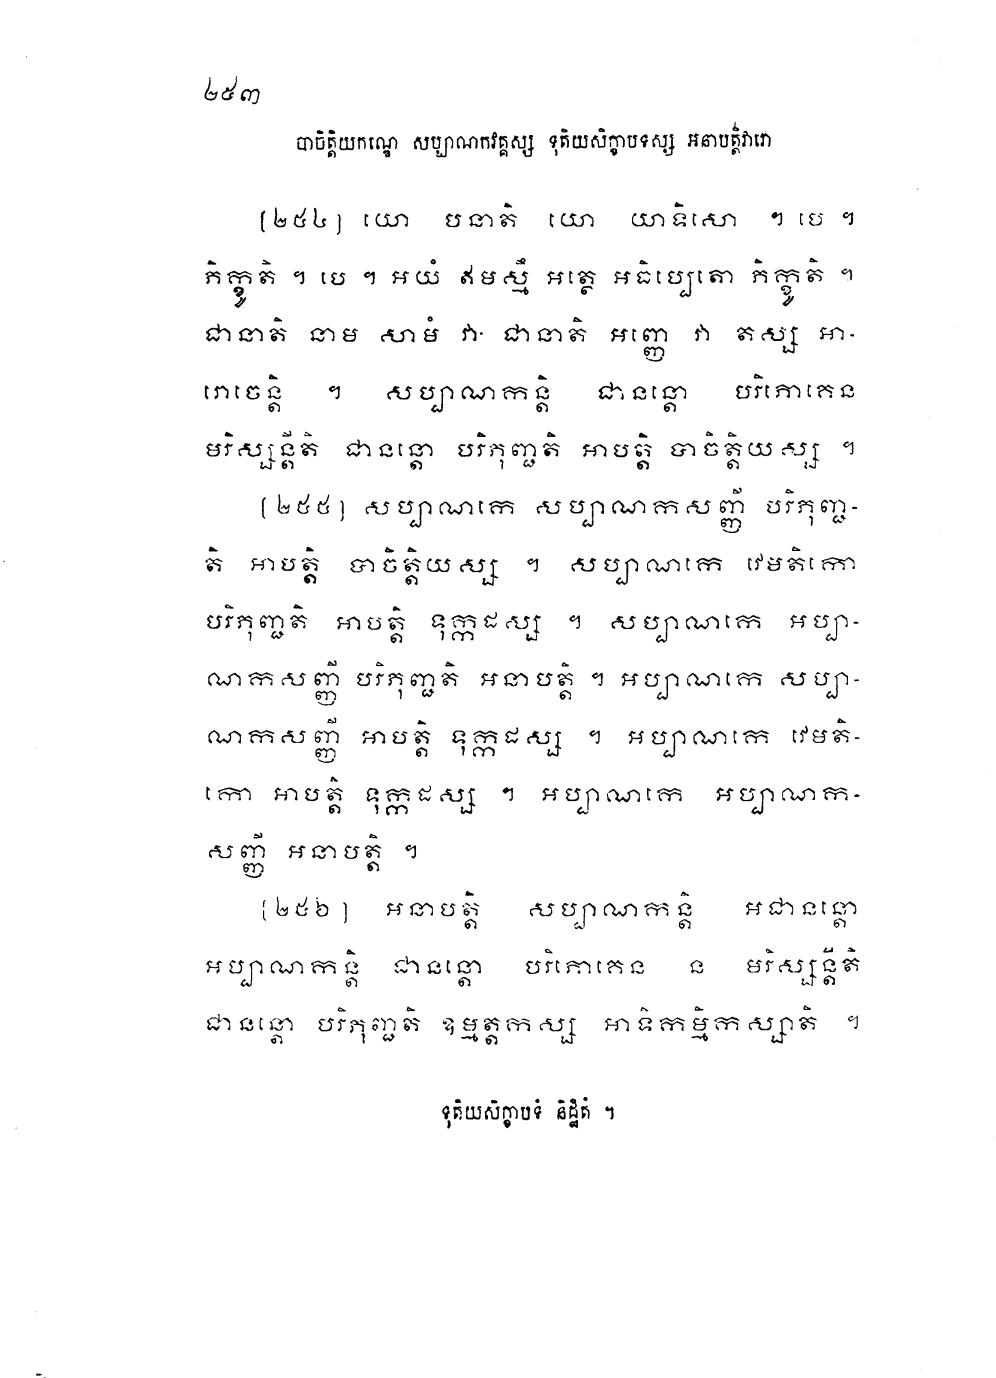 ២៥៣
បាចិត្តិយកណ្ឌេ សប្បាណកវគ្គស្ស ទុតិយសិក្ខាបទស្ស អនាបត្តិវារោ
(២៥៤) យោ បនាតិ យោ យាទិសោ ។ បេ ។
ភិក្ខូតិ ។ បេ ។ អយំ ឥមស្មឹ អត្ថេ អធិប្បេតោ ភិក្ខូតិ ។
ជានាតិ នាម សាមំ វា ជានាតិ អញ្ញេ វា តស្ស អា-
រោចេន្តិ ។ សប្បាណកន្តិ ជានន្តោ បរិភោគេន
មរិស្សន្តីតិ ជានន្តោ បរិភុញ្ជតិ អាបត្តិ បាចិត្តិយស្ស ។
(២៥៥) សប្បាណកេ សប្បាណកសញ្ញី បរិភុញ្ជ-
តិ អាបត្តិ បាចិត្តិយស្ស ។ សប្បាណកេ វេមតិកោ
បរិភុញ្ជតិ អាបត្តិ ទុក្កដស្ស ។ សប្បាណកេ អប្បា-
ណកសញ្ញី បរិភុញ្ជតិ អនាបត្តិ ។ អប្បាណកេ សប្បា-
ណកសញ្ញី អាបត្តិ ទុក្កដស្ស ។ អប្បាណកេ វេមតិ-
កោ អាបត្តិ ទុក្កដស្ស ។ អប្បាណកេ អប្បាណក-
សញ្ញី អនាបត្តិ ។
(២៥៦) អនាបត្តិ សប្បាណកន្តិ អជានន្តោ
អប្បាណកន្តិ ជានន្តោ បរិភោគេន ន មរិស្សន្តីតិ
ជានន្តោ បរិភុញ្ជតិ ឧម្មត្តកស្ស អាទិកម្មិកស្សាតិ ។
ទុតិយសិក្ខាបទំ និដ្ឋិតំ ។